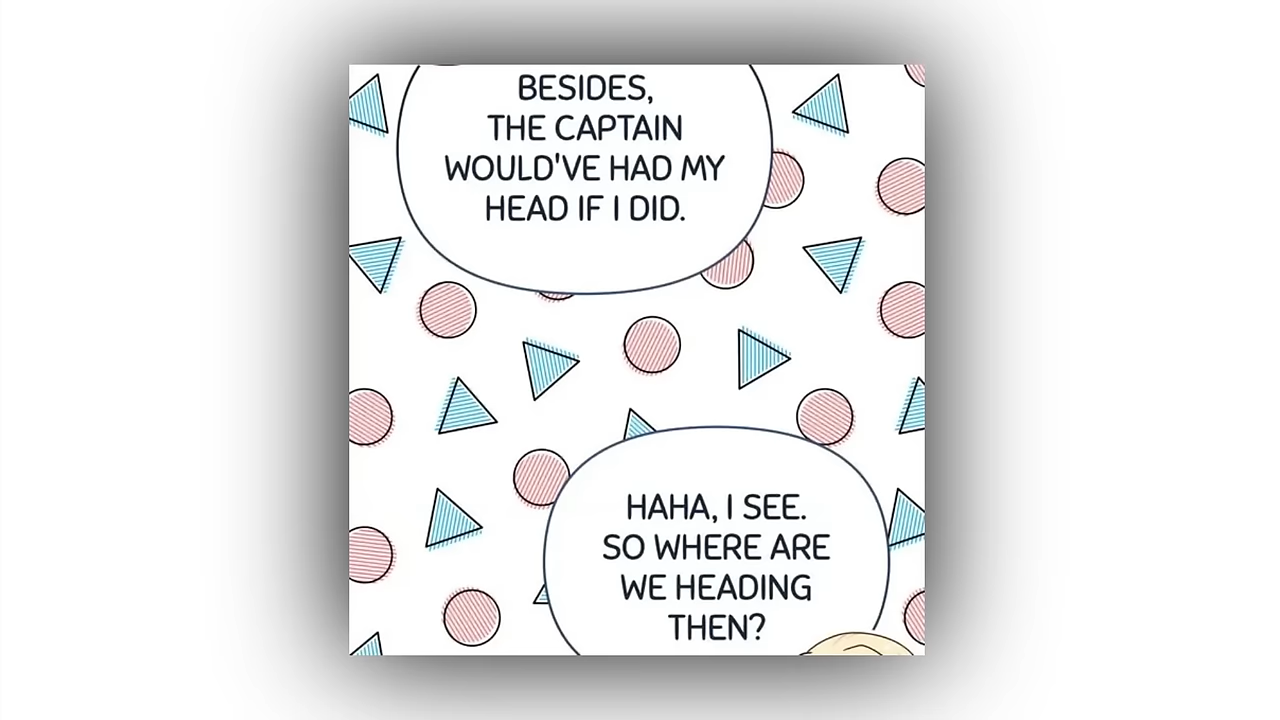 BESIDES,
THE CAPTAIN
WOULD'VE HAD MY
HEAD IF I DID.
HAHA, I SEE.
SO WHERE ARE
WE HEADING
THEN?